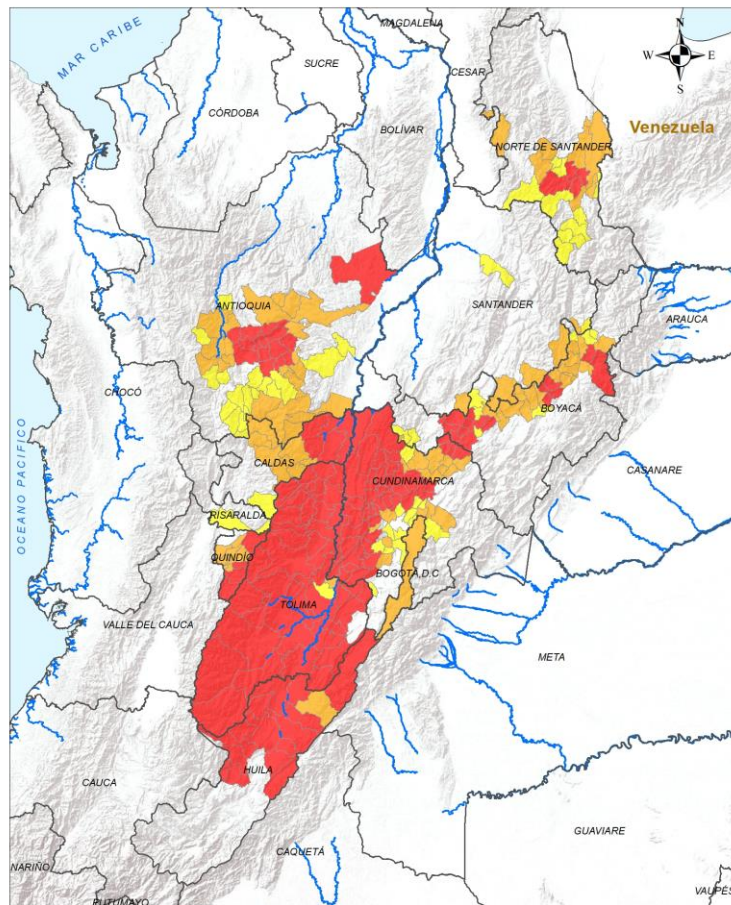 MAGDALENA
MAR CARIBE
SUCRE
CESAR
N
W
E
S
CÓRDOBA
BOLÍVAR
Venezuela
NORTE DE SANTANDER
ANTIOQUIA
SANTANDER
ARAUCA
CHOCÓ
BOYACÁ
OCEANO PACIFICO
CALDAS
CUNDINAMARCA
CASANARE
RISARALDA
QUINDÍO
BOGOTÁ,D.C
TOLIMA
VALLE DEL CAUCA
META
HUILA
CAUCA
GUAVIARE
CAQUETÁ
NARIÑO
PUTUMAYO
VAUPÉS